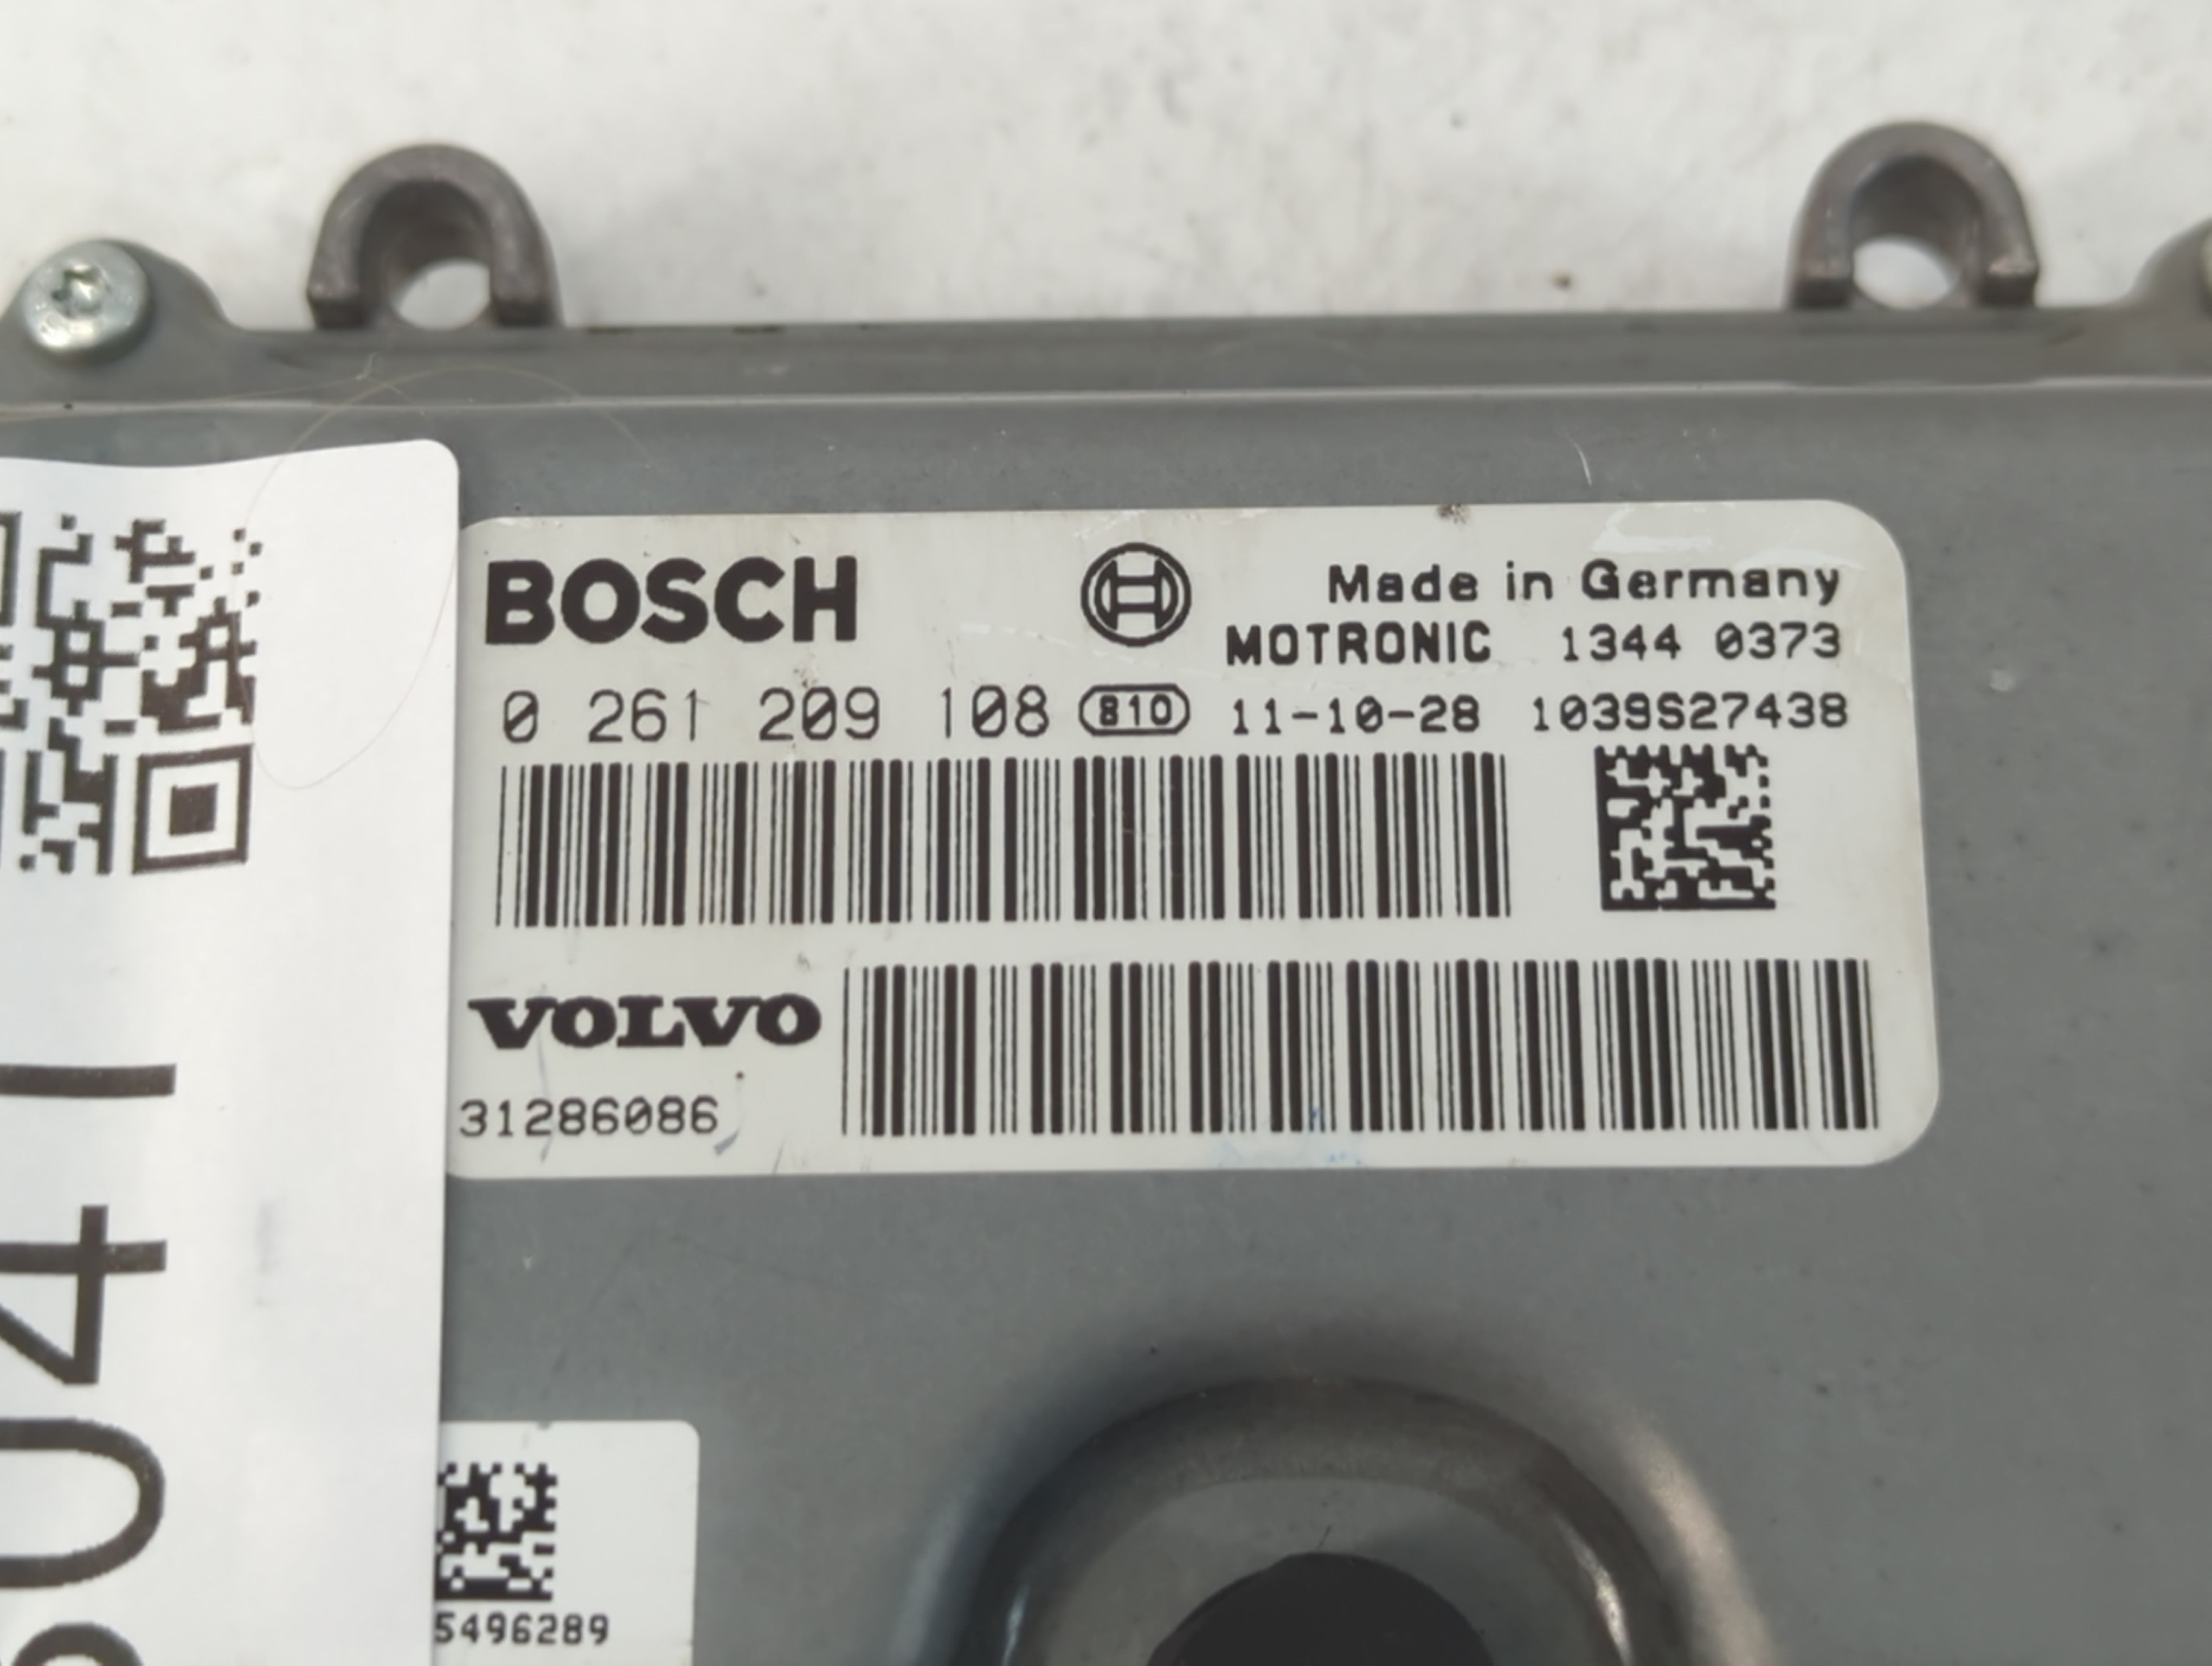 BOSCH
Made in Germany
MOTRONIC 1344 0373
0 261 209 108 810 11-10-28 1039S27438
VOLVO
31286086
5496289